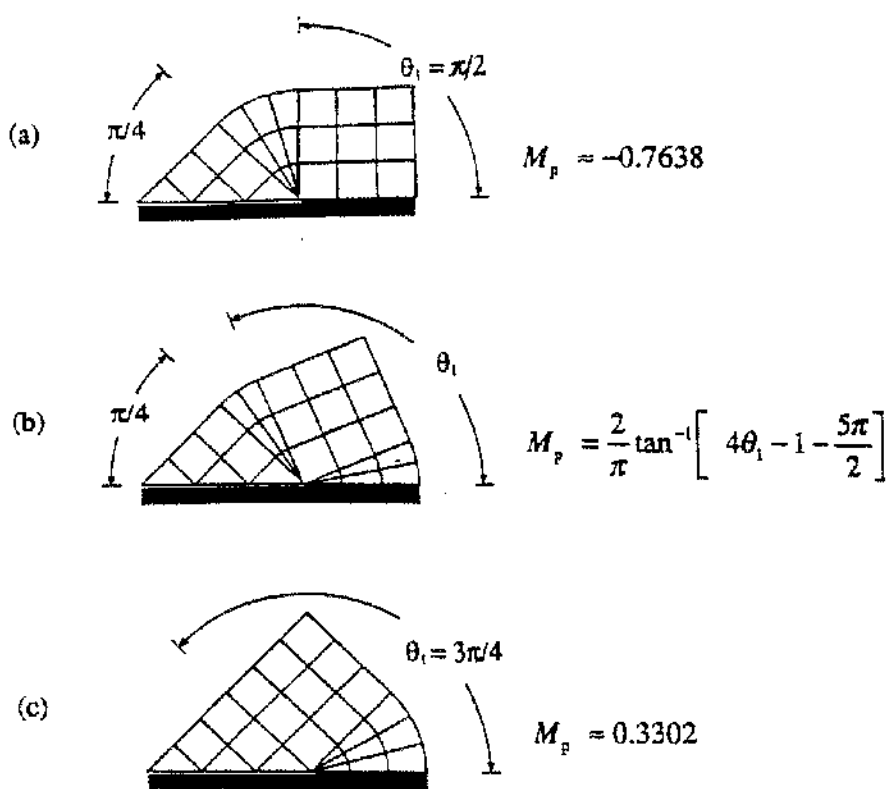 θ₁ = π/2
π/4
(a)
M_p = -0.7638
θ₁
π/4
(b)
M_p = 2/π tan⁻¹[ 4θ₁ - 1 - 5π/2 ]
θ₁ = 3π/4
(c)
M_p = 0.3302